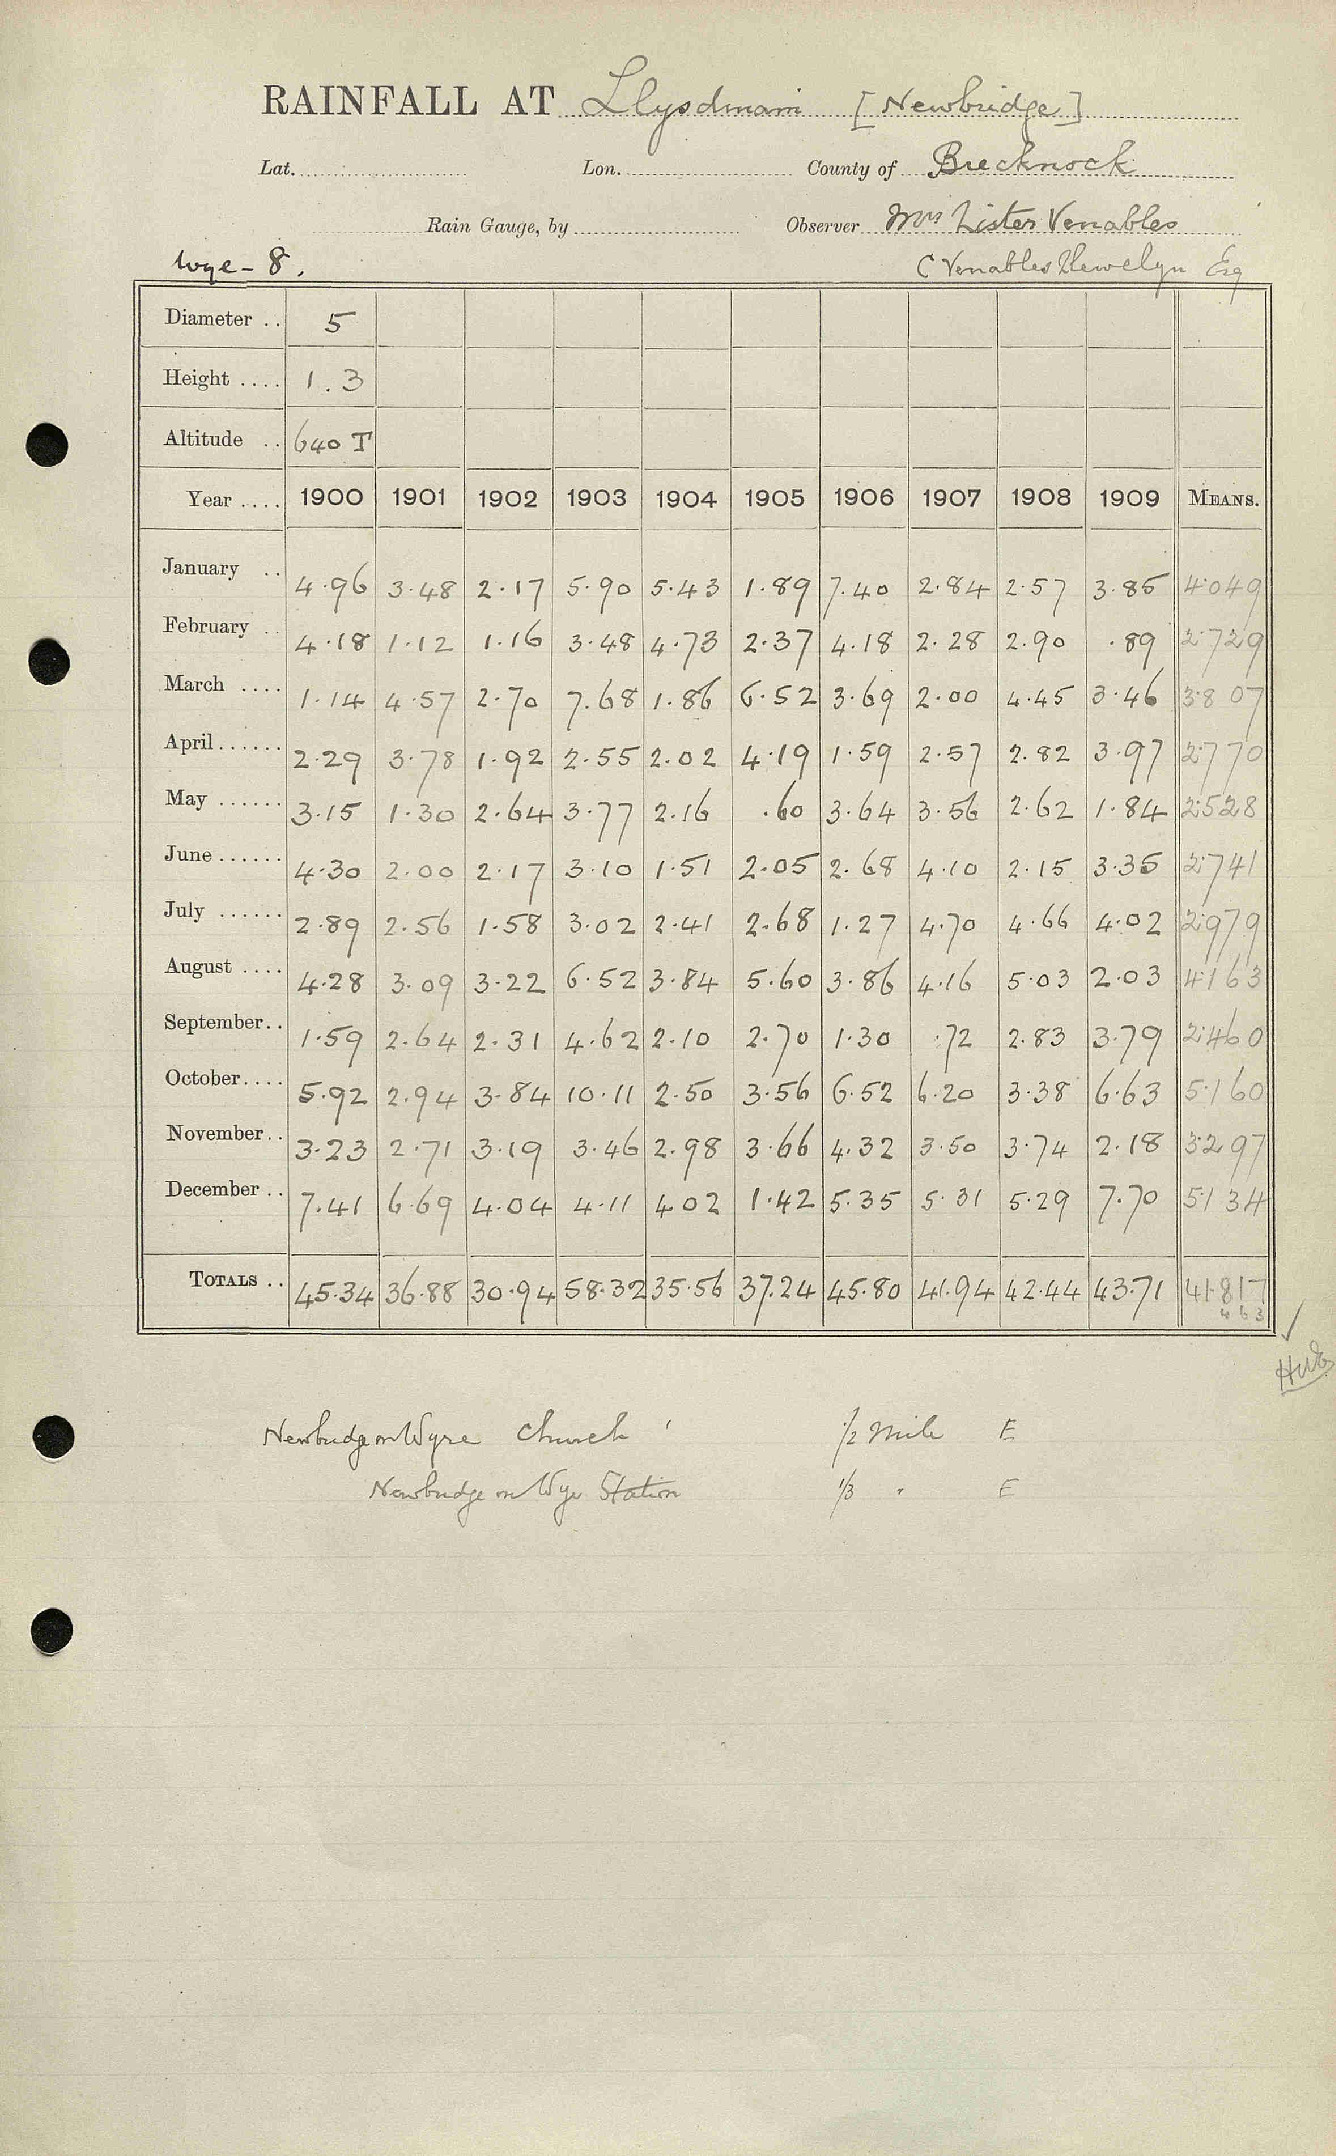 RAINFALL AT Llysdinam [Newbridge]
Lat. Lon. County of Brecknock
Rain Gauge, by Observer Mrs Lister Venables
Wye - 8. C Venables Llewelyn Esq
Diameter .. 5
Height .... 1.3
Altitude .. 640 T
Year .... 1900 1901 1902 1903 1904 1905 1906 1907 1908 1909 MEANS.
January .. 4.96 3.48 2.17 5.90 5.43 1.89 7.40 2.84 2.57 3.85 4.049
February .. 4.18 1.12 1.16 3.48 4.73 2.37 4.18 2.28 2.90 .89 2.729
March .... 1.14 4.57 2.70 7.68 1.86 6.52 3.69 2.00 4.45 3.46 3.807
April...... 2.29 3.78 1.92 2.55 2.02 4.19 1.59 2.57 2.82 3.97 2.770
May ...... 3.15 1.30 2.64 3.77 2.16 .60 3.64 3.56 2.62 1.84 2.528
June...... 4.30 2.00 2.17 3.10 1.51 2.05 2.68 4.10 2.15 3.35 2.741
July ...... 2.89 2.56 1.58 3.02 2.41 2.68 1.27 4.70 4.66 4.02 2.979
August .... 4.28 3.09 3.22 6.52 3.84 5.60 3.86 4.16 5.03 2.03 4.163
September.. 1.59 2.64 2.31 4.62 2.10 2.70 1.30 .72 2.83 3.79 2.460
October.... 5.92 2.94 3.84 10.11 2.50 3.56 6.52 6.20 3.38 6.63 5.160
November.. 3.23 2.71 3.19 3.46 2.98 3.66 4.32 3.50 3.74 2.18 3.297
December .. 7.41 6.69 4.04 4.11 4.02 1.42 5.35 5.31 5.29 7.70 5.134
TOTALS .. 45.34 36.88 30.94 58.32 35.56 37.24 45.80 41.94 42.44 43.71 41.817
Newbridge on Wyre Church 1/2 Mile E
Newbridge on Wye Station 1/3 " E